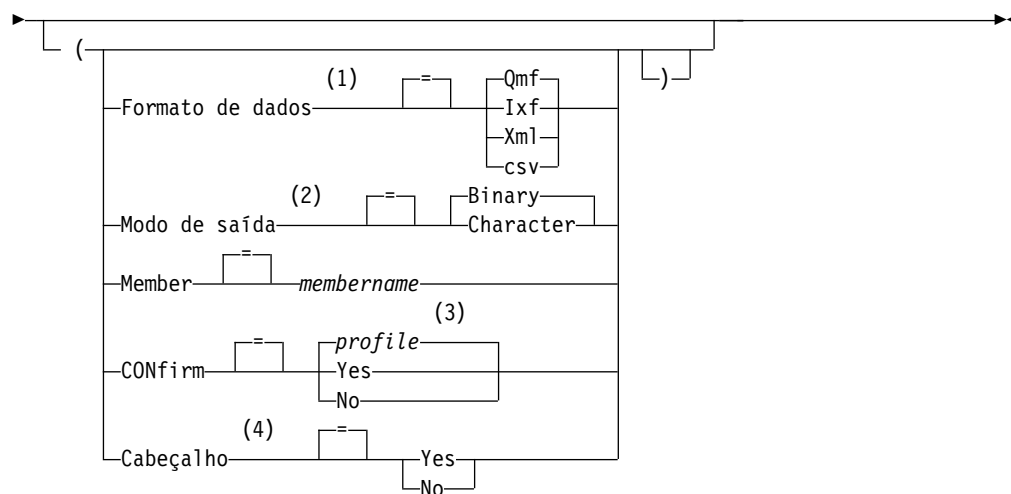 (
)
(1)
Formato de dados = Qmf
Ixf
Xml
csv
(2)
Modo de saída = Binary
Character
Member = membername
(3)
CONfirm = profile
Yes
No
(4)
Cabeçalho = Yes
No